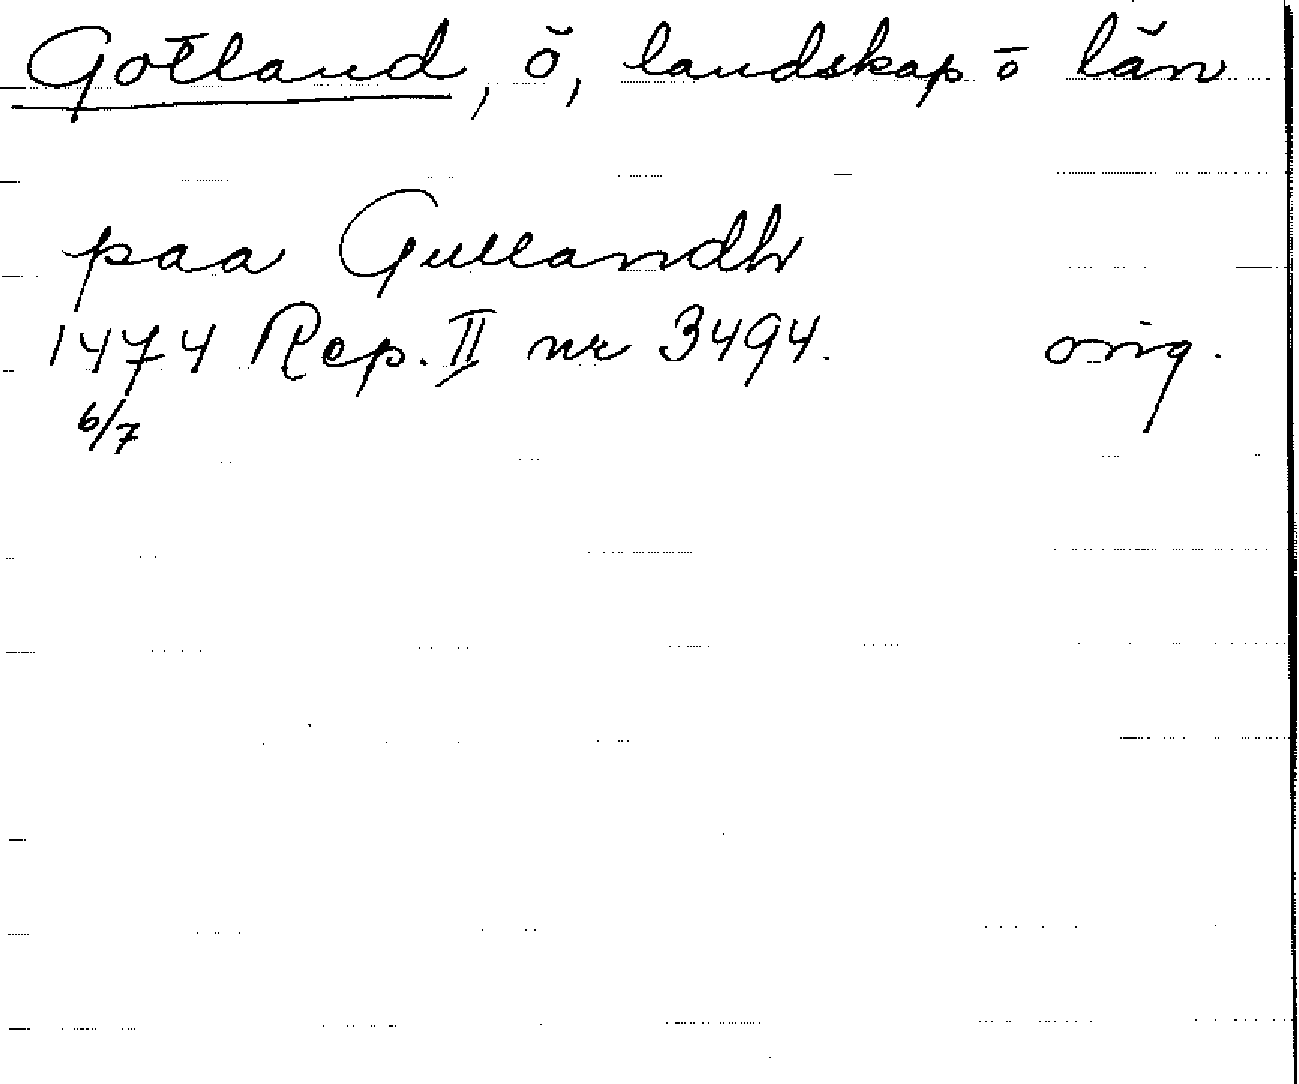 Gotland, ö, landskap o län
paa Gullandh
1474 Rep. II nr 3494. orig.
6/7